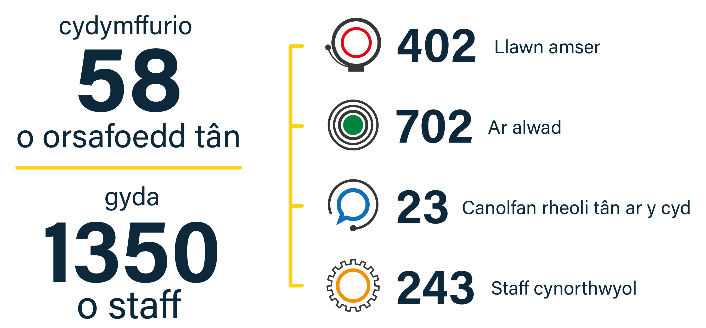 cydymffurio
58
o orsafoedd tân
gyda
1350
o staff
402 Llawn amser
702 Ar alwad
23 Canolfan rheoli tân ar y cyd
243 Staff cynorthwyol